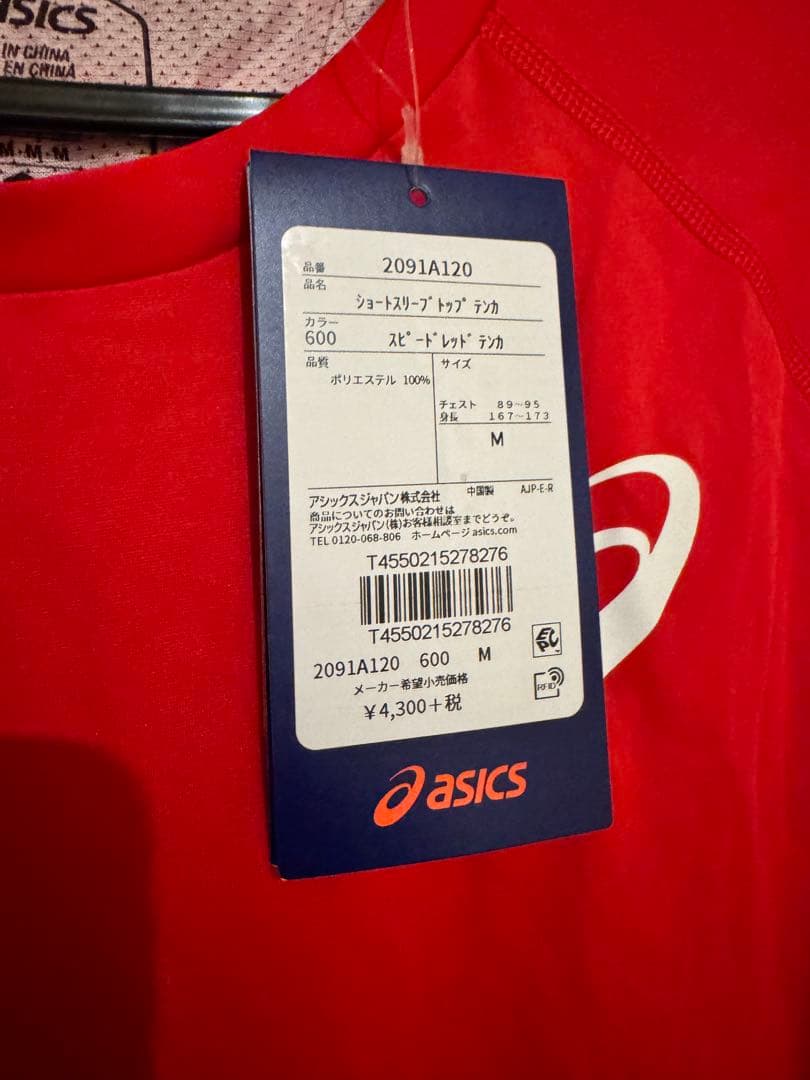 ASICS
IN CHINA
EN CHINA
M-M-M
品番 2091A120
品名
ｼｮｰﾄｽﾘｰﾌﾞﾄｯﾌﾟﾃﾝｶ
カラー
600 ｽﾋﾟｰﾄﾞﾚｯﾄﾞﾃﾝｶ
品質 サイズ
ポリエステル 100%
チェスト 89～95
身長 167～173
M
アシックスジャパン株式会社 中国製 AJP-E-R
商品についてのお問い合わせは
アシックスジャパン(株)お客様相談室までどうぞ。
TEL 0120-068-806 ホームページ asics.com
T4550215278276
T4550215278276
EPC
2091A120 600 M
RFID
メーカー希望小売価格
¥4,300+税
asics